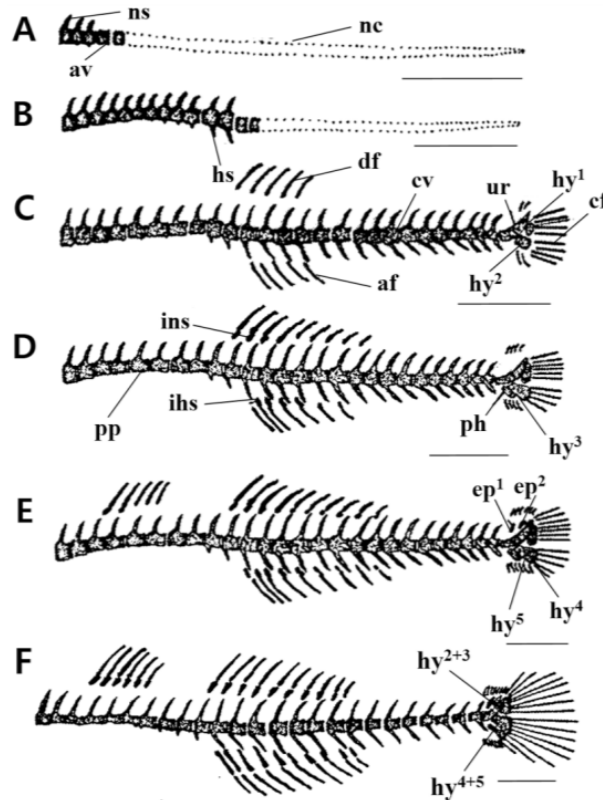 A
ns
nc
av
B
hs
df
C
cv
ur
hy¹
cf
af
hy²
D
ins
ihs
pp
ph
hy³
E
ep¹
ep²
hy⁵
hy⁴
F
hy²⁺³
hy⁴⁺⁵